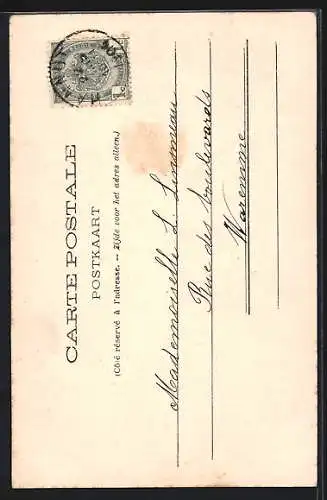 CARTE POSTALE
POSTKAART
(Côté réservé à l'adresse. — Zijde voor het adres alleen.)
Mademoiselle L.
Rue des boulevards
Waremme